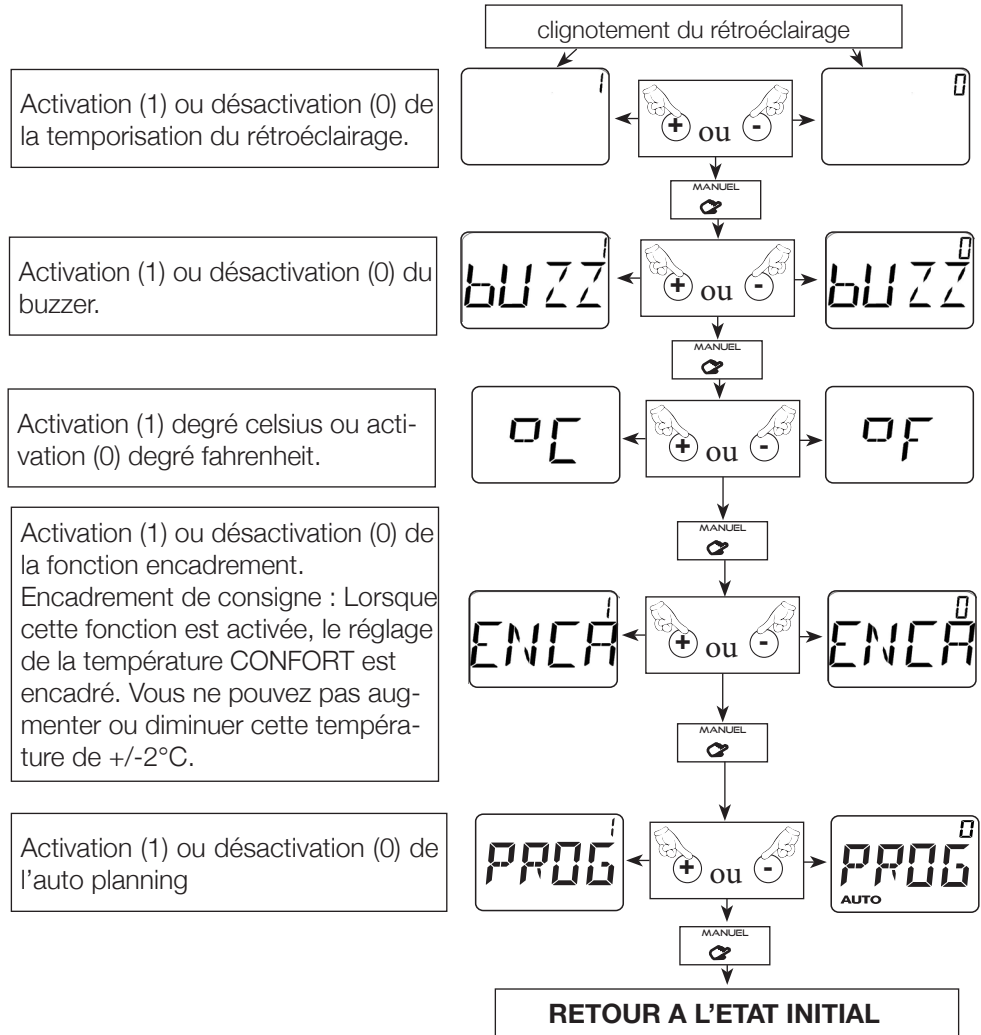 clignotement du rétroéclairage
Activation (1) ou désactivation (0) de
la temporisation du rétroéclairage.
1
+ ou -
0
MANUEL
Activation (1) ou désactivation (0) du
buzzer.
1
bUZZ
+ ou -
0
bUZZ
MANUEL
Activation (1) degré celsius ou acti-
vation (0) degré fahrenheit.
°C
+ ou -
°F
MANUEL
Activation (1) ou désactivation (0) de
la fonction encadrement.
Encadrement de consigne : Lorsque
cette fonction est activée, le réglage
de la température CONFORT est
encadré. Vous ne pouvez pas aug-
menter ou diminuer cette tempéra-
ture de +/-2°C.
1
ENCA
+ ou -
0
ENCA
MANUEL
Activation (1) ou désactivation (0) de
l'auto planning
1
PROG
+ ou -
0
PROG
AUTO
MANUEL
RETOUR A L'ETAT INITIAL